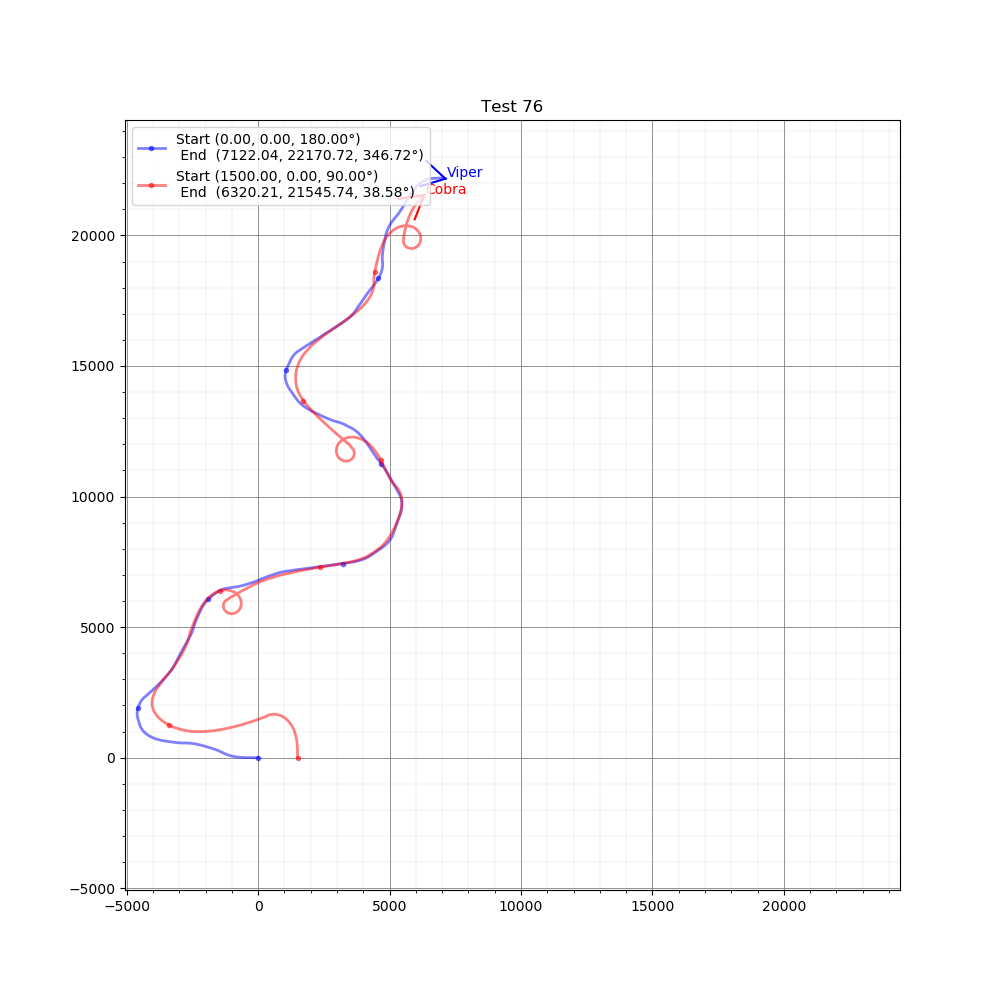 Test 76
Start (0.00, 0.00, 180.00°)
End (7122.04, 22170.72, 346.72°)
Start (1500.00, 0.00, 90.00°)
End (6320.21, 21545.74, 38.58°)
Viper
Cobra
20000
15000
10000
5000
0
−5000
−5000 0 5000 10000 15000 20000